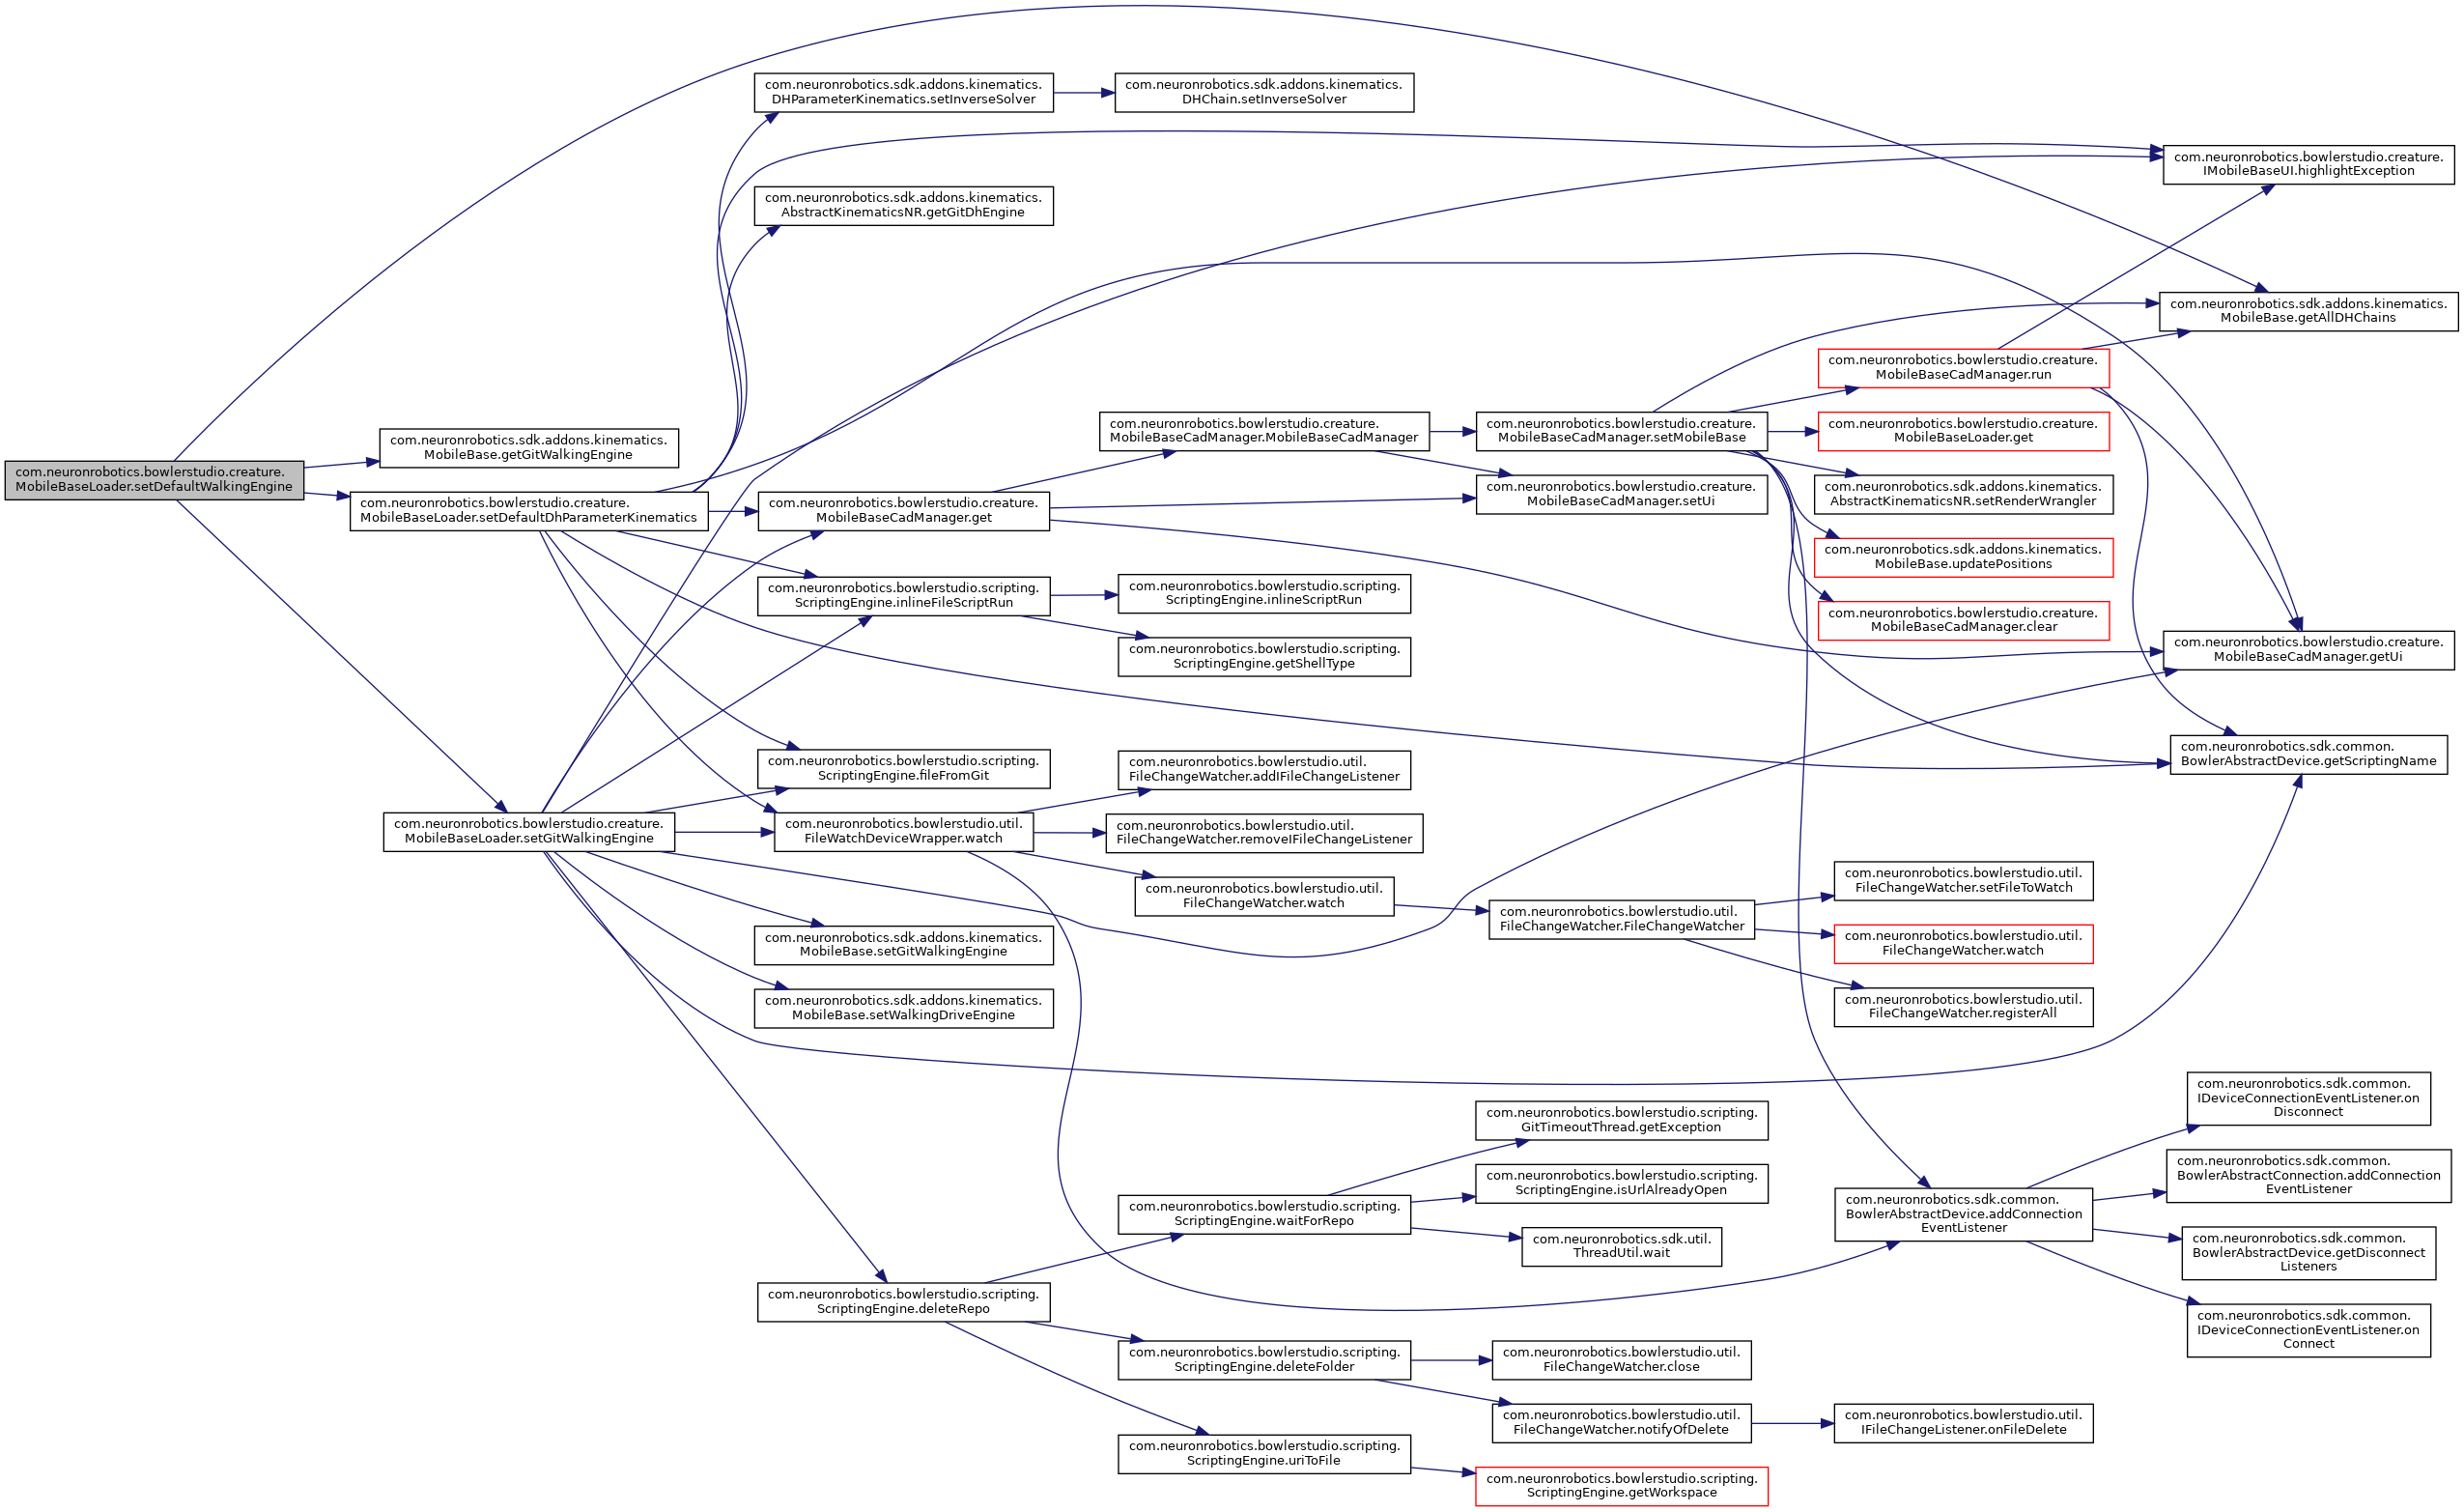 com.neuronrobotics.bowlerstudio.creature.
MobileBaseLoader.setDefaultWalkingEngine
com.neuronrobotics.sdk.addons.kinematics.
MobileBase.getGitWalkingEngine
com.neuronrobotics.bowlerstudio.creature.
MobileBaseLoader.setDefaultDhParameterKinematics
com.neuronrobotics.bowlerstudio.creature.
MobileBaseLoader.setGitWalkingEngine
com.neuronrobotics.sdk.addons.kinematics.
DHParameterKinematics.setInverseSolver
com.neuronrobotics.sdk.addons.kinematics.
AbstractKinematicsNR.getGitDhEngine
com.neuronrobotics.bowlerstudio.creature.
MobileBaseCadManager.get
com.neuronrobotics.bowlerstudio.scripting.
ScriptingEngine.inlineFileScriptRun
com.neuronrobotics.bowlerstudio.scripting.
ScriptingEngine.fileFromGit
com.neuronrobotics.bowlerstudio.util.
FileWatchDeviceWrapper.watch
com.neuronrobotics.sdk.addons.kinematics.
MobileBase.setGitWalkingEngine
com.neuronrobotics.sdk.addons.kinematics.
MobileBase.setWalkingDriveEngine
com.neuronrobotics.bowlerstudio.scripting.
ScriptingEngine.deleteRepo
com.neuronrobotics.sdk.addons.kinematics.
DHChain.setInverseSolver
com.neuronrobotics.bowlerstudio.creature.
MobileBaseCadManager.MobileBaseCadManager
com.neuronrobotics.bowlerstudio.scripting.
ScriptingEngine.inlineScriptRun
com.neuronrobotics.bowlerstudio.scripting.
ScriptingEngine.getShellType
com.neuronrobotics.bowlerstudio.util.
FileChangeWatcher.addIFileChangeListener
com.neuronrobotics.bowlerstudio.util.
FileChangeWatcher.removeIFileChangeListener
com.neuronrobotics.bowlerstudio.util.
FileChangeWatcher.watch
com.neuronrobotics.bowlerstudio.scripting.
ScriptingEngine.waitForRepo
com.neuronrobotics.bowlerstudio.scripting.
ScriptingEngine.deleteFolder
com.neuronrobotics.bowlerstudio.scripting.
ScriptingEngine.uriToFile
com.neuronrobotics.bowlerstudio.creature.
MobileBaseCadManager.setMobileBase
com.neuronrobotics.bowlerstudio.creature.
MobileBaseCadManager.setUi
com.neuronrobotics.bowlerstudio.util.
FileChangeWatcher.FileChangeWatcher
com.neuronrobotics.bowlerstudio.scripting.
GitTimeoutThread.getException
com.neuronrobotics.bowlerstudio.scripting.
ScriptingEngine.isUrlAlreadyOpen
com.neuronrobotics.sdk.util.
ThreadUtil.wait
com.neuronrobotics.bowlerstudio.util.
FileChangeWatcher.close
com.neuronrobotics.bowlerstudio.util.
FileChangeWatcher.notifyOfDelete
com.neuronrobotics.bowlerstudio.scripting.
ScriptingEngine.getWorkspace
com.neuronrobotics.bowlerstudio.creature.
MobileBaseCadManager.run
com.neuronrobotics.bowlerstudio.creature.
MobileBaseLoader.get
com.neuronrobotics.sdk.addons.kinematics.
AbstractKinematicsNR.setRenderWrangler
com.neuronrobotics.sdk.addons.kinematics.
MobileBase.updatePositions
com.neuronrobotics.bowlerstudio.creature.
MobileBaseCadManager.clear
com.neuronrobotics.bowlerstudio.util.
FileChangeWatcher.setFileToWatch
com.neuronrobotics.bowlerstudio.util.
FileChangeWatcher.watch
com.neuronrobotics.bowlerstudio.util.
FileChangeWatcher.registerAll
com.neuronrobotics.sdk.common.
BowlerAbstractDevice.addConnection
EventListener
com.neuronrobotics.bowlerstudio.util.
IFileChangeListener.onFileDelete
com.neuronrobotics.bowlerstudio.creature.
IMobileBaseUI.highlightException
com.neuronrobotics.sdk.addons.kinematics.
MobileBase.getAllDHChains
com.neuronrobotics.bowlerstudio.creature.
MobileBaseCadManager.getUi
com.neuronrobotics.sdk.common.
BowlerAbstractDevice.getScriptingName
com.neuronrobotics.sdk.common.
IDeviceConnectionEventListener.on
Disconnect
com.neuronrobotics.sdk.common.
BowlerAbstractConnection.addConnection
EventListener
com.neuronrobotics.sdk.common.
BowlerAbstractDevice.getDisconnect
Listeners
com.neuronrobotics.sdk.common.
IDeviceConnectionEventListener.on
Connect